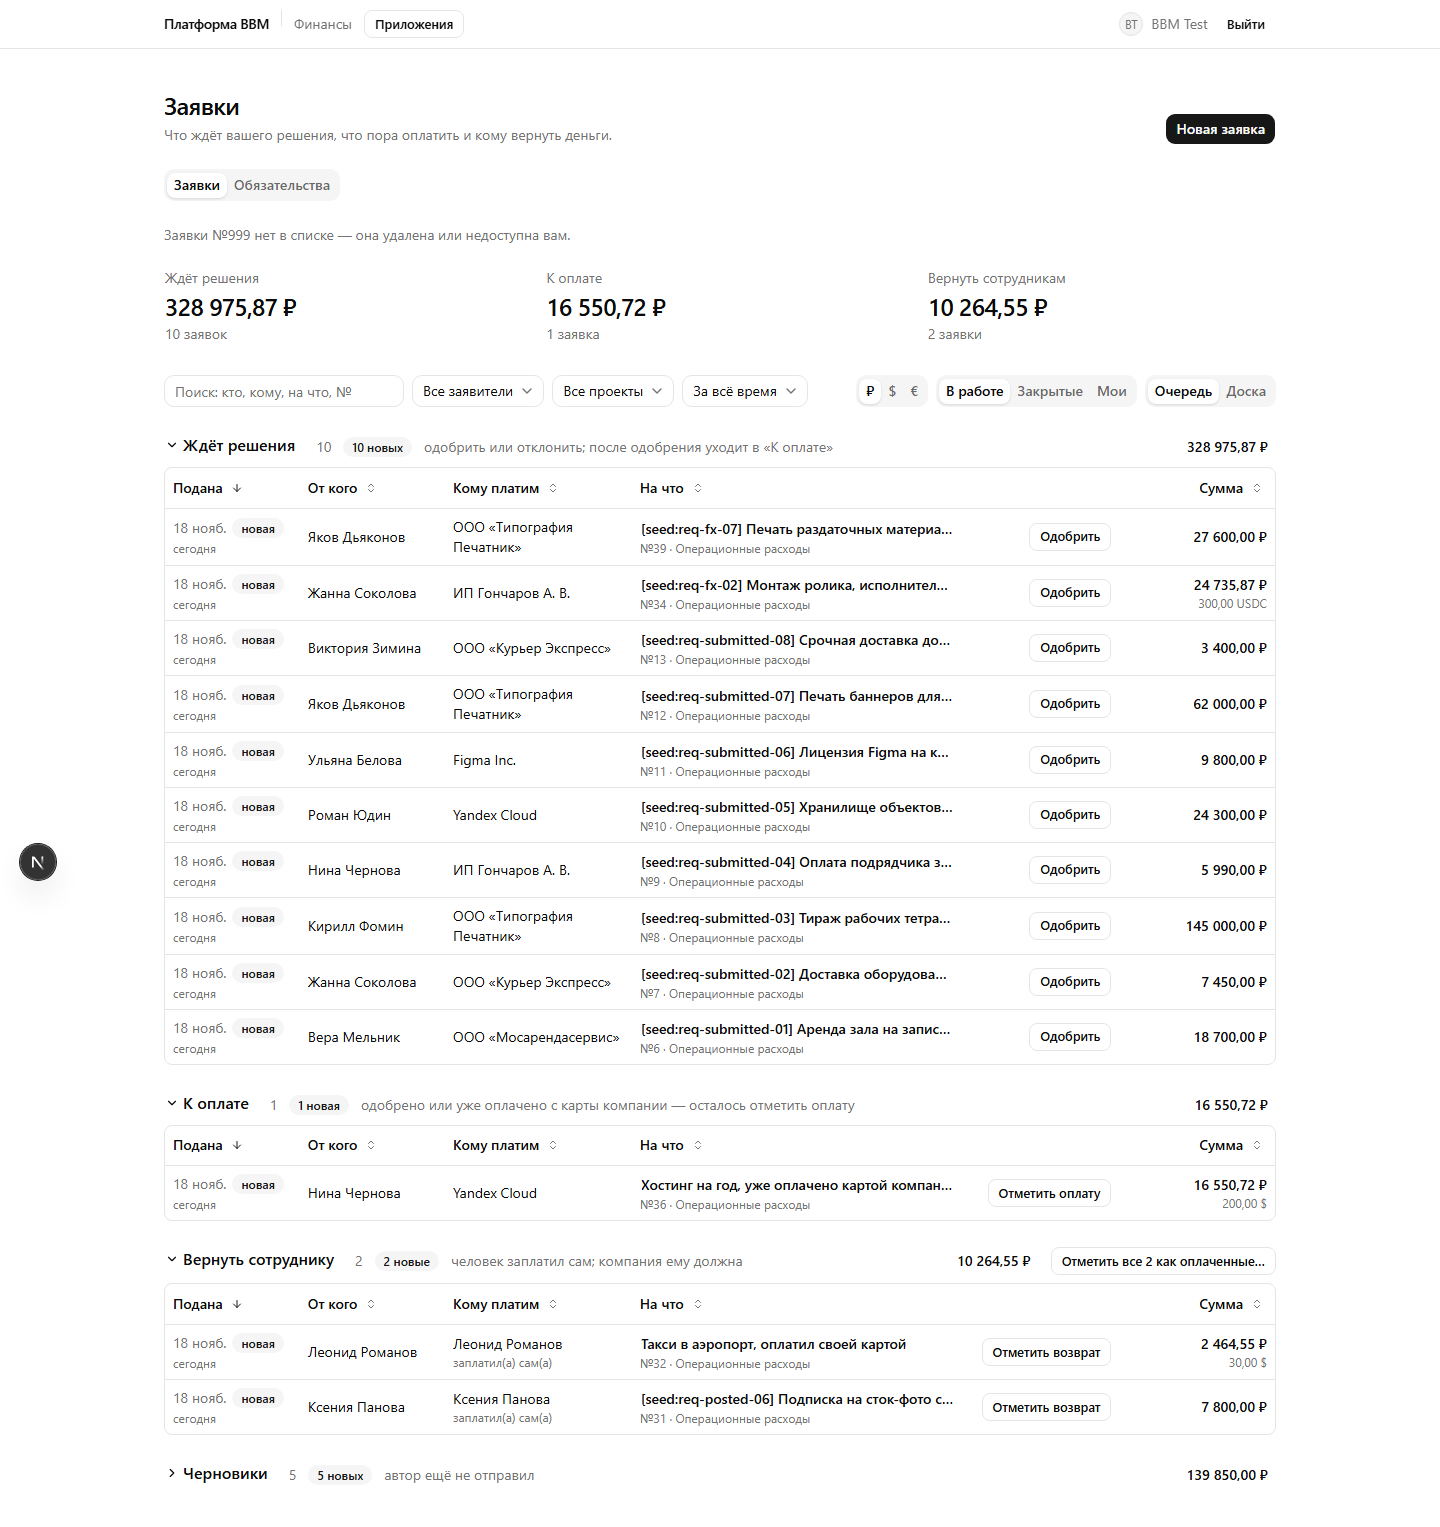 Платформа BBM
Финансы
Приложения
BT
BBM Test
Выйти
Заявки
Что ждёт вашего решения, что пора оплатить и кому вернуть деньги.
Новая заявка
Заявки
Обязательства
Заявки №999 нет в списке — она удалена или недоступна вам.
Ждёт решения
328 975,87 ₽
10 заявок
К оплате
16 550,72 ₽
1 заявка
Вернуть сотрудникам
10 264,55 ₽
2 заявки
Поиск: кто, кому, на что, №
Все заявители
Все проекты
За всё время
₽ $ €
В работе Закрытые Мои
Очередь Доска
Ждёт решения 10 10 новых одобрить или отклонить; после одобрения уходит в «К оплате» 328 975,87 ₽
Подана От кого Кому платим На что Сумма
18 нояб. новая
сегодня
Яков Дьяконов
ООО «Типография
Печатник»
[seed:req-fx-07] Печать раздаточных материа...
№39 · Операционные расходы
Одобрить
27 600,00 ₽
18 нояб. новая
сегодня
Жанна Соколова
ИП Гончаров А. В.
[seed:req-fx-02] Монтаж ролика, исполнител...
№34 · Операционные расходы
Одобрить
24 735,87 ₽
300,00 USDC
18 нояб. новая
сегодня
Виктория Зимина
ООО «Курьер Экспресс»
[seed:req-submitted-08] Срочная доставка до...
№13 · Операционные расходы
Одобрить
3 400,00 ₽
18 нояб. новая
сегодня
Яков Дьяконов
ООО «Типография
Печатник»
[seed:req-submitted-07] Печать баннеров для...
№12 · Операционные расходы
Одобрить
62 000,00 ₽
18 нояб. новая
сегодня
Ульяна Белова
Figma Inc.
[seed:req-submitted-06] Лицензия Figma на к...
№11 · Операционные расходы
Одобрить
9 800,00 ₽
18 нояб. новая
сегодня
Роман Юдин
Yandex Cloud
[seed:req-submitted-05] Хранилище объектов...
№10 · Операционные расходы
Одобрить
24 300,00 ₽
18 нояб. новая
сегодня
Нина Чернова
ИП Гончаров А. В.
[seed:req-submitted-04] Оплата подрядчика з...
№9 · Операционные расходы
Одобрить
5 990,00 ₽
18 нояб. новая
сегодня
Кирилл Фомин
ООО «Типография
Печатник»
[seed:req-submitted-03] Тираж рабочих тетра...
№8 · Операционные расходы
Одобрить
145 000,00 ₽
18 нояб. новая
сегодня
Жанна Соколова
ООО «Курьер Экспресс»
[seed:req-submitted-02] Доставка оборудова...
№7 · Операционные расходы
Одобрить
7 450,00 ₽
18 нояб. новая
сегодня
Вера Мельник
ООО «Мосарендасервис»
[seed:req-submitted-01] Аренда зала на запис...
№6 · Операционные расходы
Одобрить
18 700,00 ₽
К оплате 1 1 новая одобрено или уже оплачено с карты компании — осталось отметить оплату 16 550,72 ₽
Подана От кого Кому платим На что Сумма
18 нояб. новая
сегодня
Нина Чернова
Yandex Cloud
Хостинг на год, уже оплачено картой компан...
№36 · Операционные расходы
Отметить оплату
16 550,72 ₽
200,00 $
Вернуть сотруднику 2 2 новые человек заплатил сам; компания ему должна 10 264,55 ₽ Отметить все 2 как оплаченные...
Подана От кого Кому платим На что Сумма
18 нояб. новая
сегодня
Леонид Романов
Леонид Романов
заплатил(а) сам(а)
Такси в аэропорт, оплатил своей картой
№32 · Операционные расходы
Отметить возврат
2 464,55 ₽
30,00 $
18 нояб. новая
сегодня
Ксения Панова
Ксения Панова
заплатил(а) сам(а)
[seed:req-posted-06] Подписка на сток-фото с...
№31 · Операционные расходы
Отметить возврат
7 800,00 ₽
Черновики 5 5 новых автор ещё не отправил 139 850,00 ₽
N